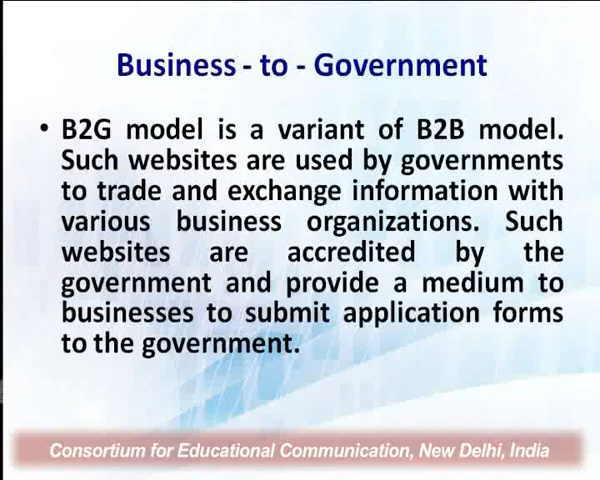 Business - to - Government
• B2G model is a variant of B2B model.
Such websites are used by governments
to trade and exchange information with
various business organizations. Such
websites are accredited by the
government and provide a medium to
businesses to submit application forms
to the government.
Consortium for Educational Communication, New Delhi, India